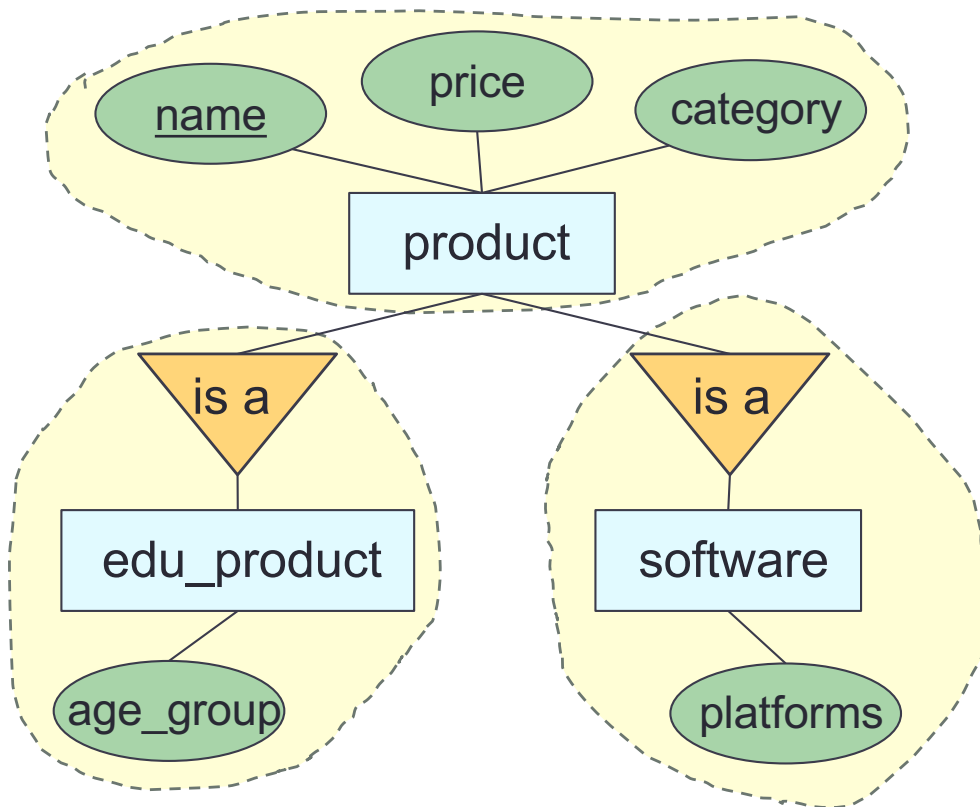 name
price
category
product
is a
is a
edu_product
software
age_group
platforms